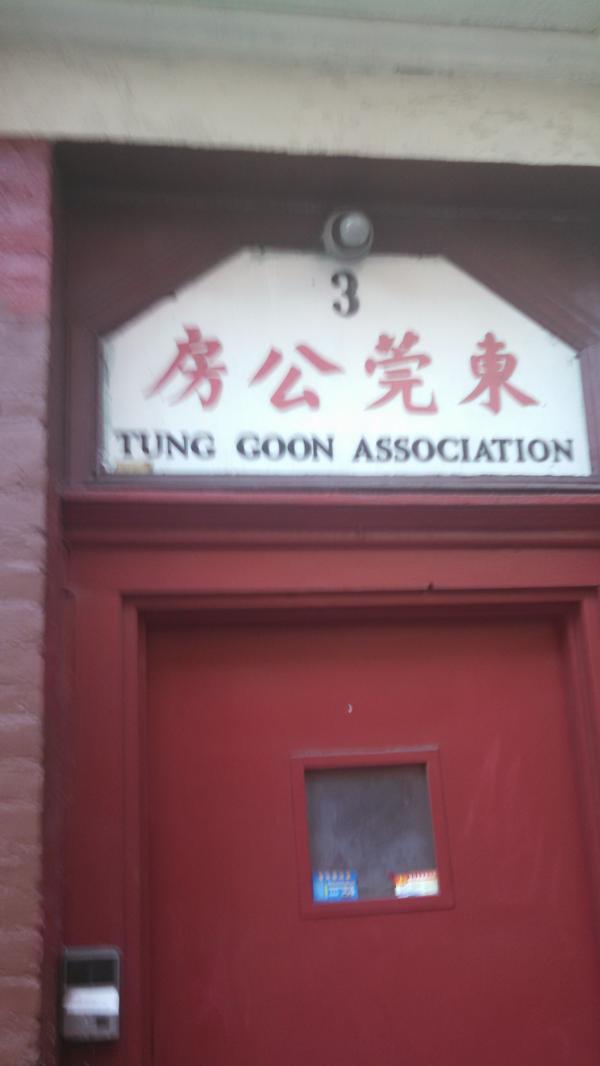 3
東莞公房
TUNG GOON ASSOCIATION